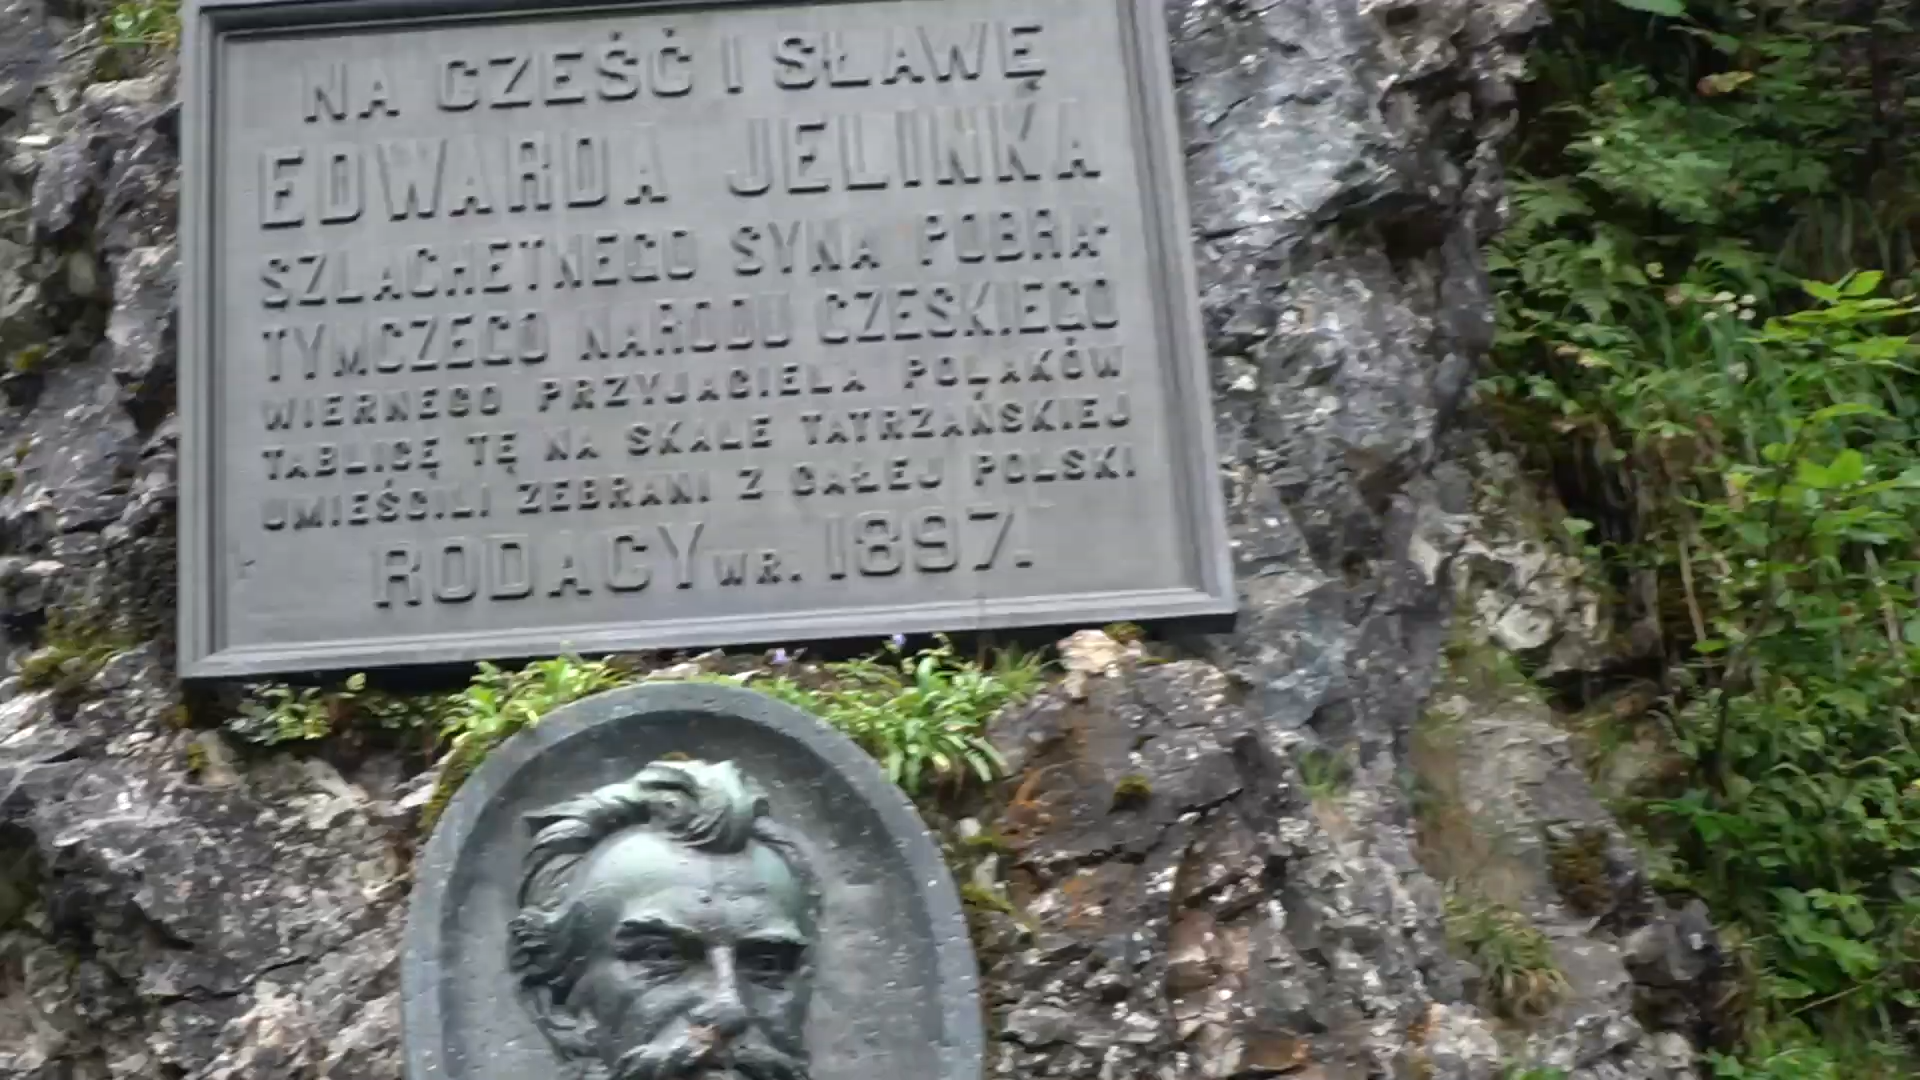 NA CZEŚĆ I SŁAWĘ
EDWARDA JELINKA
SZLACHETNEGO SYNA POBRA-
TYMCZEGO NARODU CZESKIEGO
WIERNEGO PRZYJACIELA POLAKÓW
TABLICĘ TĘ NA SKALE TATRZAŃSKIEJ
UMIEŚCILI ZEBRANI Z CAŁEJ POLSKI
RODACY W R. 1897.